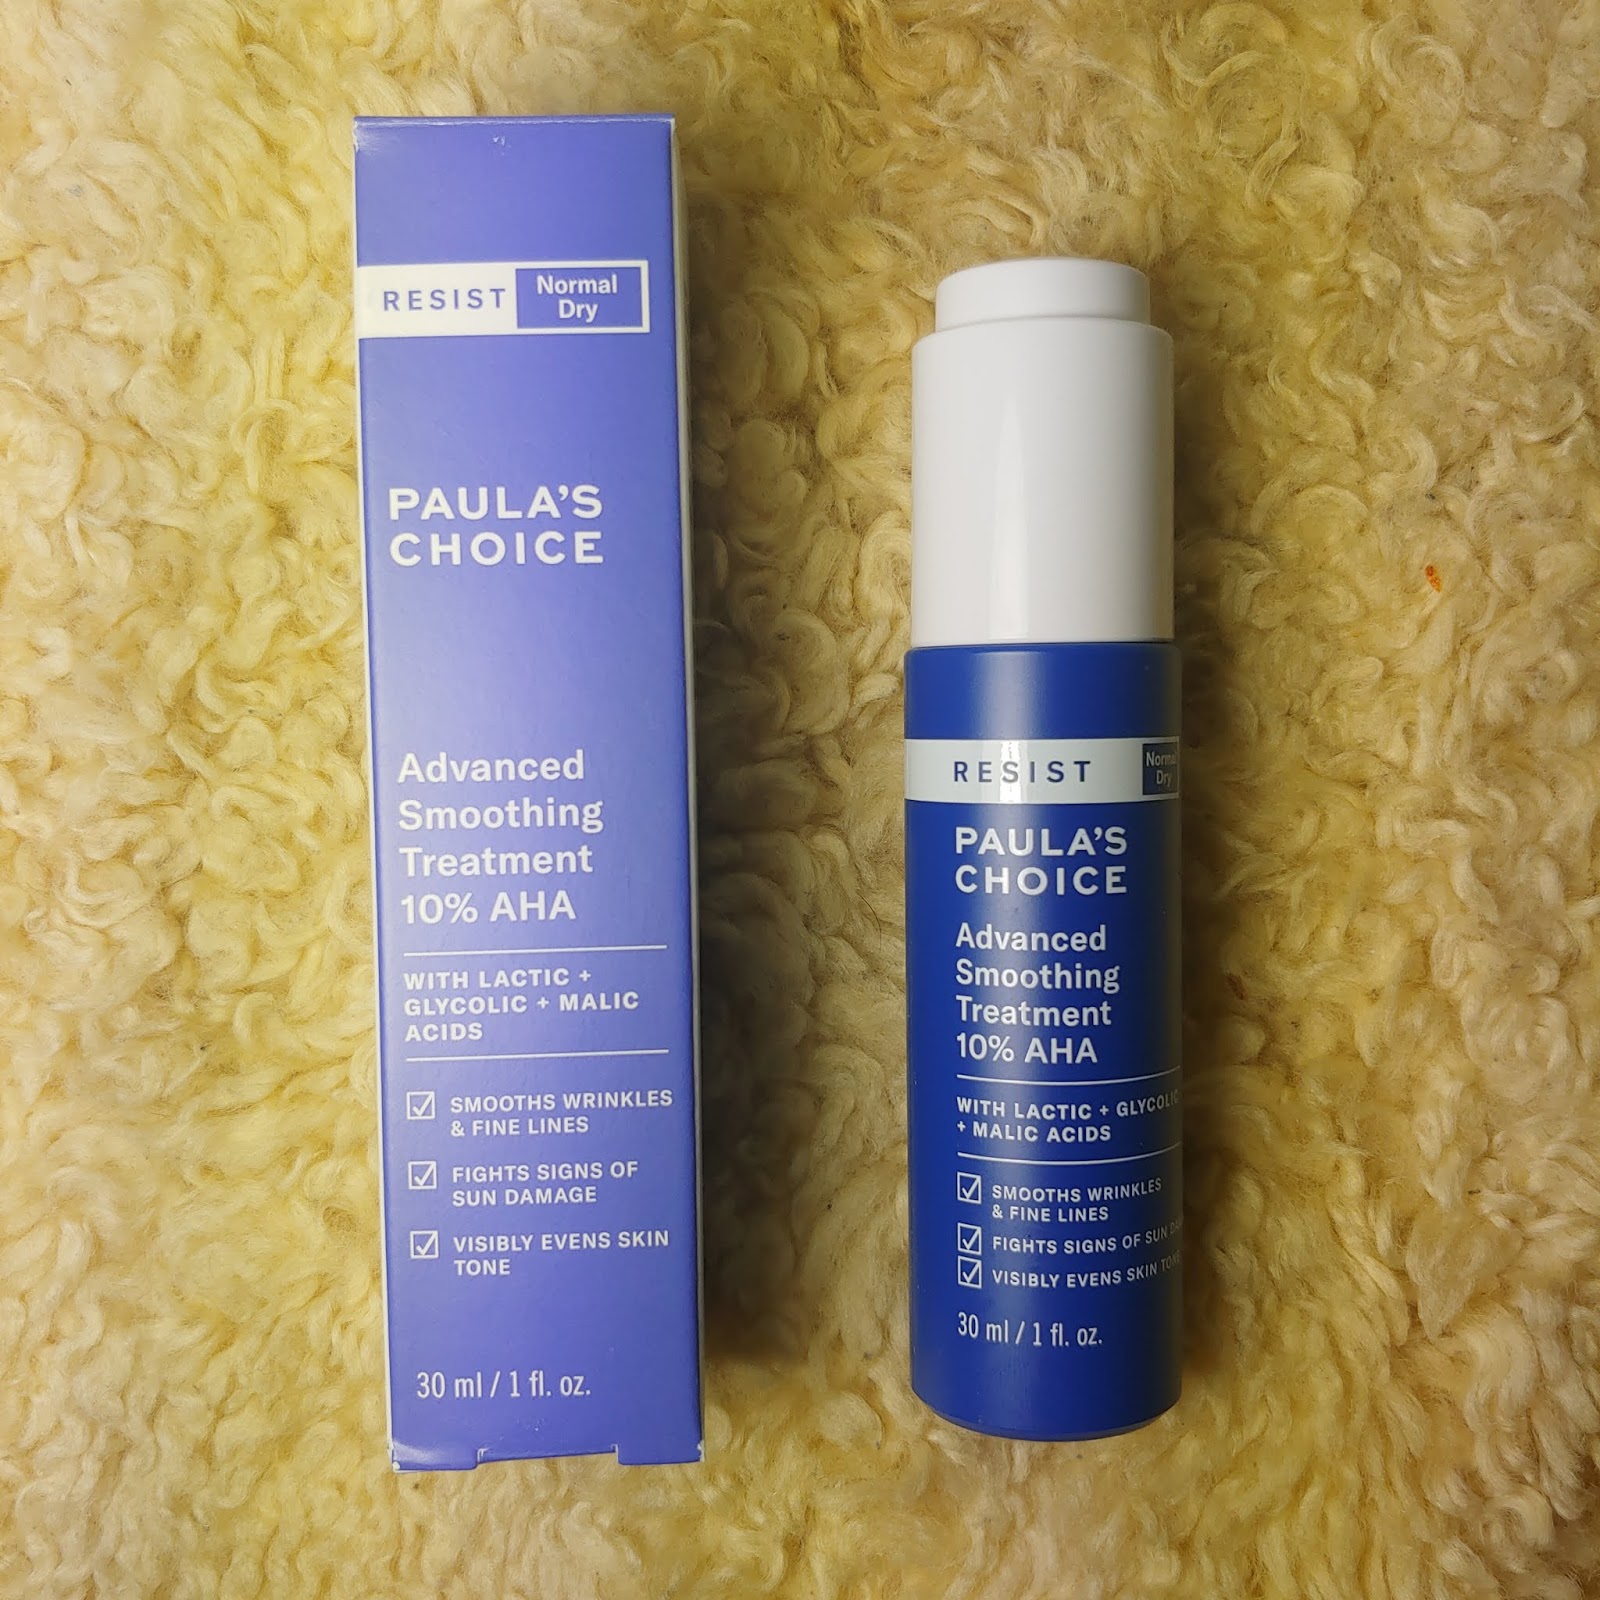 RESIST
Normal
Dry
PAULA'S
CHOICE
Advanced
Smoothing
Treatment
10% AHA
WITH LACTIC +
GLYCOLIC + MALIC
ACIDS
SMOOTHS WRINKLES
& FINE LINES
FIGHTS SIGNS OF
SUN DAMAGE
VISIBLY EVENS SKIN
TONE
30 ml / 1 fl. oz.
RESIST
Normal
Dry
PAULA'S
CHOICE
Advanced
Smoothing
Treatment
10% AHA
WITH LACTIC + GLYCOLIC
+ MALIC ACIDS
SMOOTHS WRINKLES
& FINE LINES
FIGHTS SIGNS OF SUN
VISIBLY EVENS SKIN TONE
30 ml / 1 fl. oz.